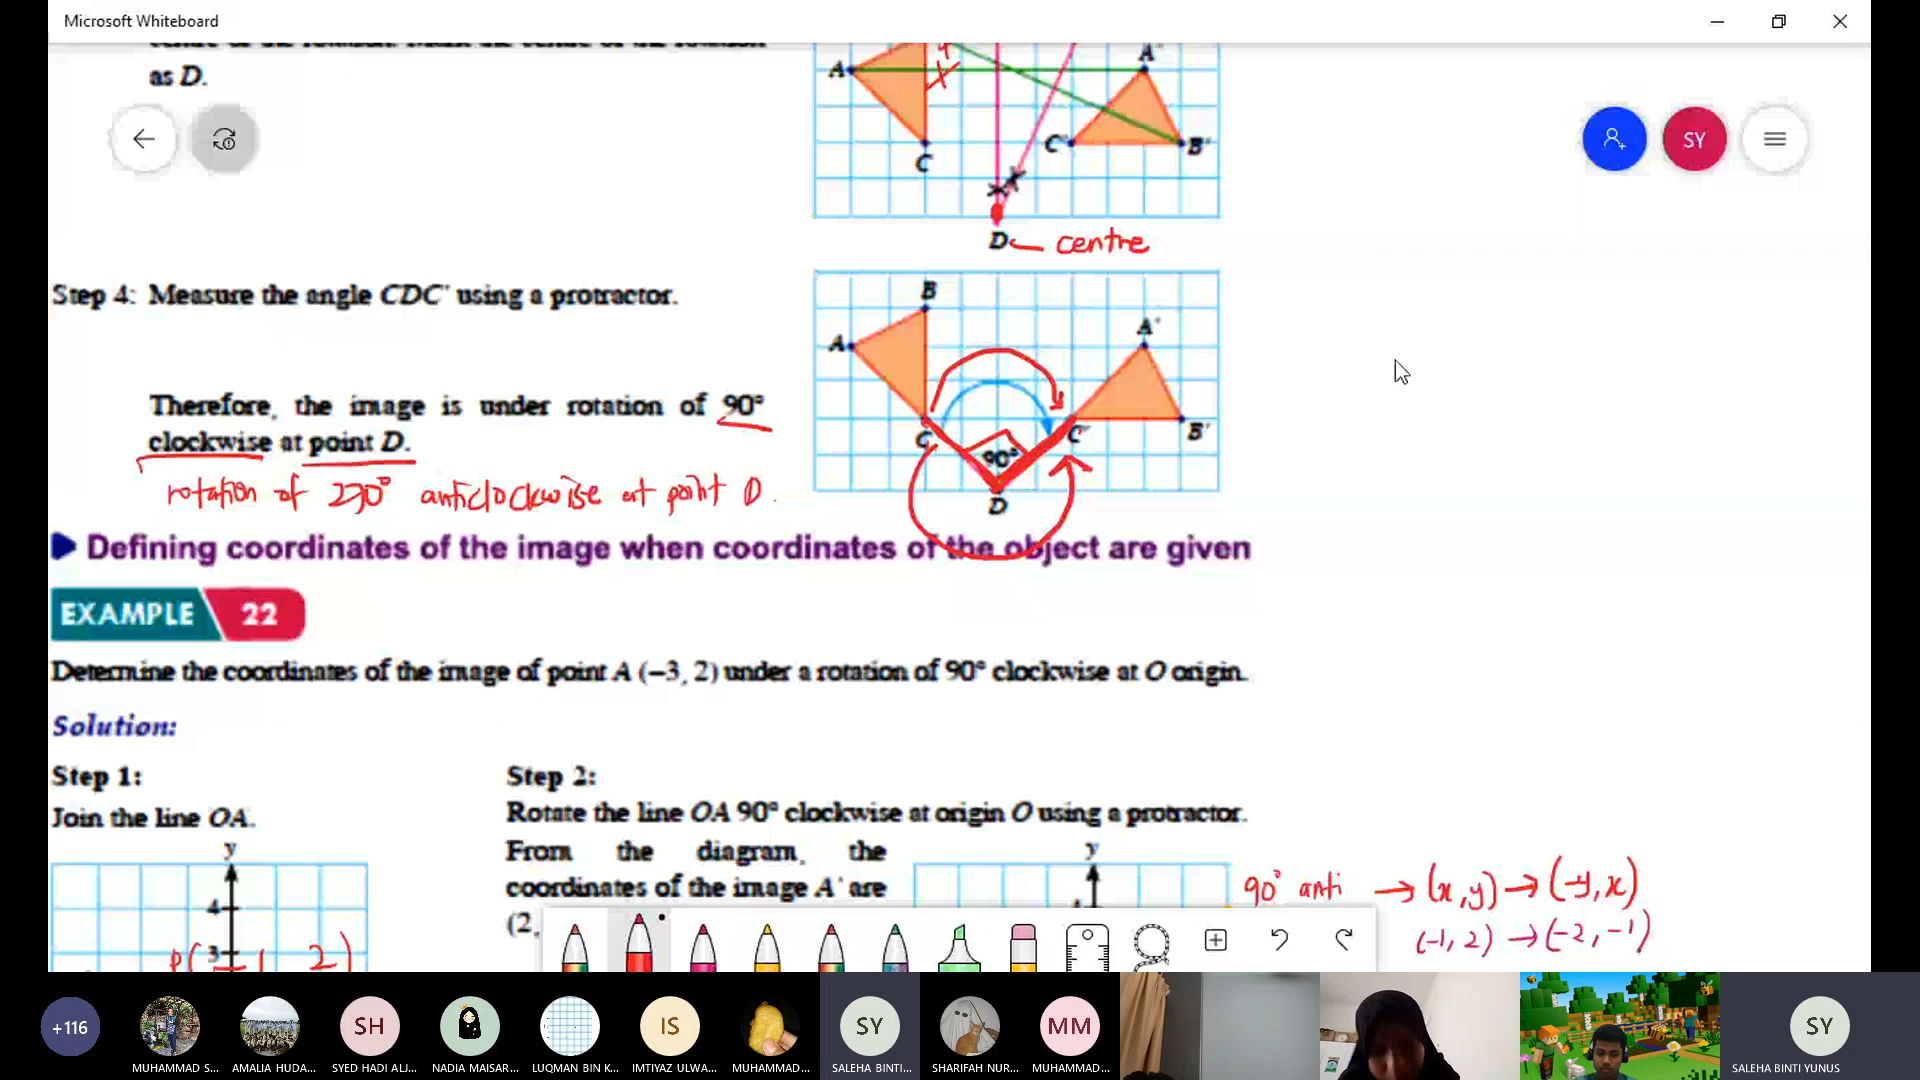 Microsoft Whiteboard
as D.
A
A'
C
C'
B'
SY
D
centre
Step 4: Measure the angle CDC' using a protractor.
B
A'
A
Therefore, the image is under rotation of 90°
clockwise at point D.
C
C'
B'
90°
D
rotation of 270° anticlockwise at point D.
Defining coordinates of the image when coordinates of the object are given
EXAMPLE 22
Determine the coordinates of the image of point A (−3, 2) under a rotation of 90° clockwise at O origin.
Solution:
Step 1:
Join the line OA.
y
4
3
Step 2:
Rotate the line OA 90° clockwise at origin O using a protractor.
From the diagram, the
coordinates of the image A' are
(2,
y
90° anti → (x,y) → (-y,x)
(-1, 2) → (-2, -1)
+116
SH
IS
SY
MM
SY
MUHAMMAD S...
AMALIA HUDA...
SYED HADI ALJ...
NADIA MAISAR...
LUQMAN BIN K...
IMTIYAZ ULWA...
MUHAMMAD...
SALEHA BINTI...
SHARIFAH NUR...
MUHAMMAD...
SALEHA BINTI YUNUS